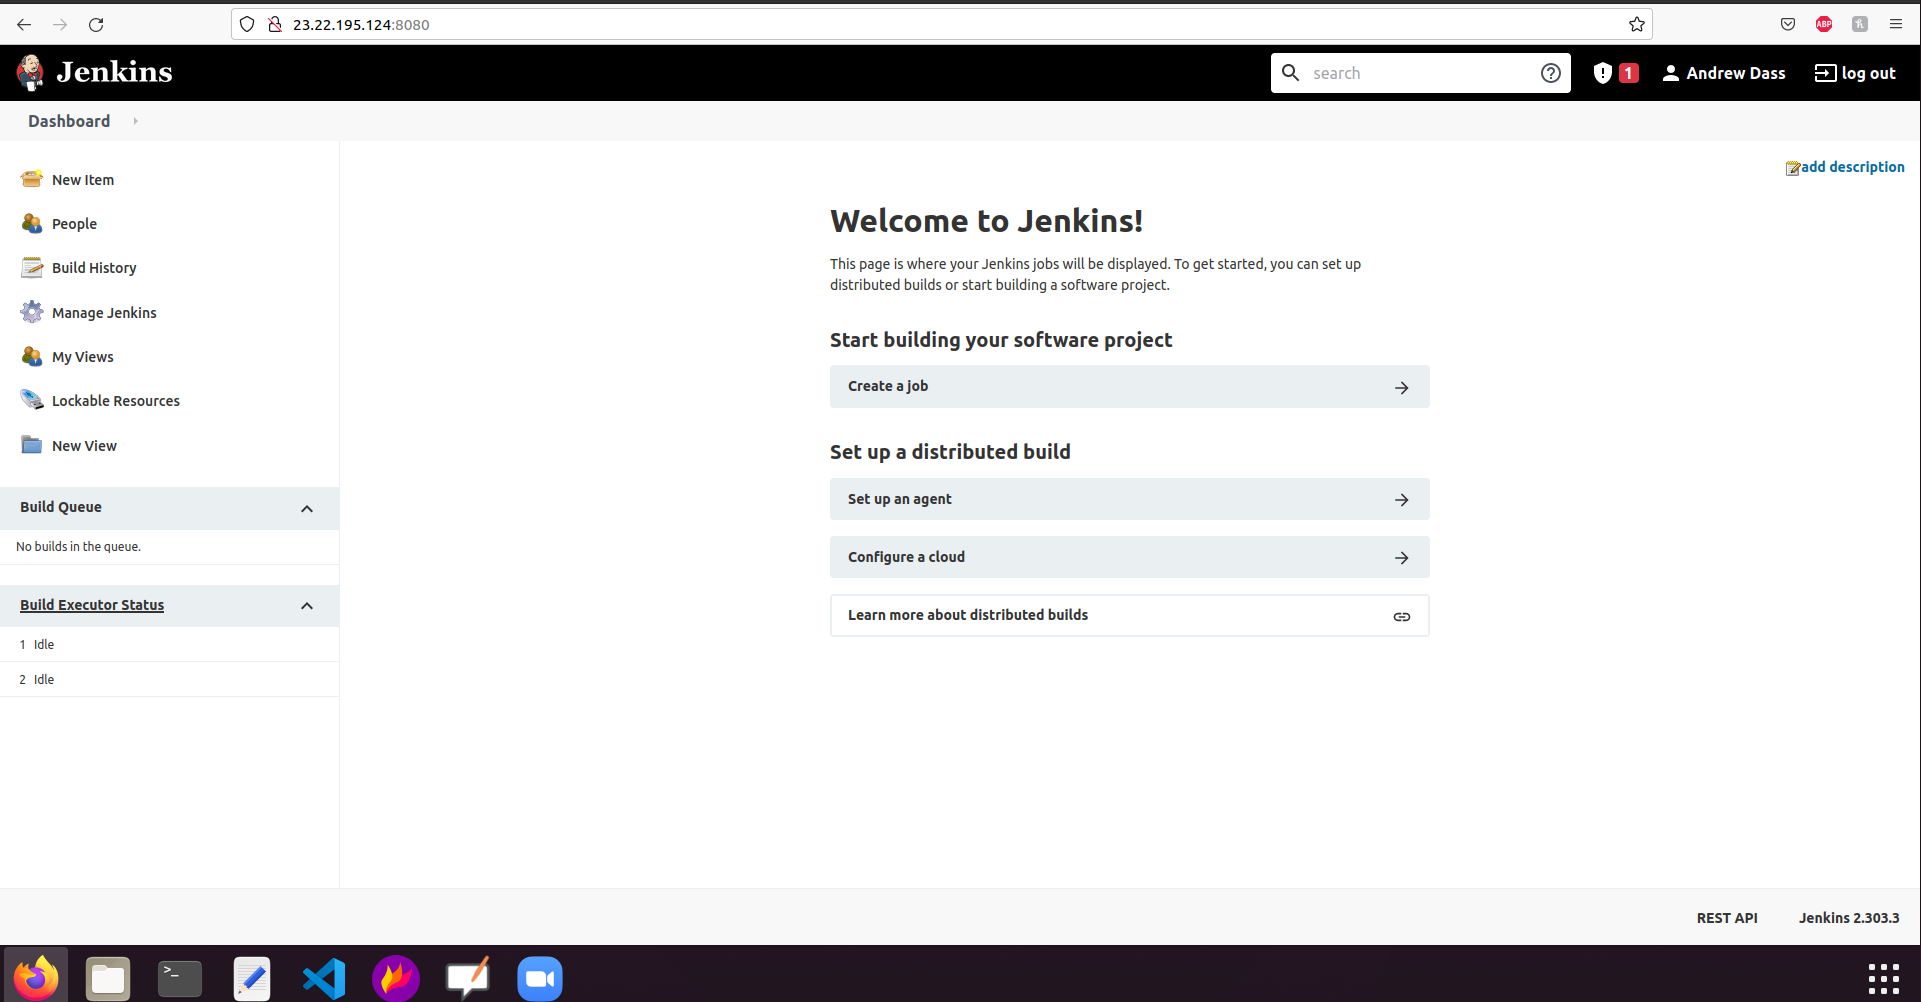 23.22.195.124:8080
ABP
Jenkins
search
1
Andrew Dass
log out
Dashboard
add description
New Item
People
Build History
Manage Jenkins
My Views
Lockable Resources
New View
Build Queue
No builds in the queue.
Build Executor Status
1 Idle
2 Idle
Welcome to Jenkins!
This page is where your Jenkins jobs will be displayed. To get started, you can set up
distributed builds or start building a software project.
Start building your software project
Create a job
Set up a distributed build
Set up an agent
Configure a cloud
Learn more about distributed builds
REST API
Jenkins 2.303.3